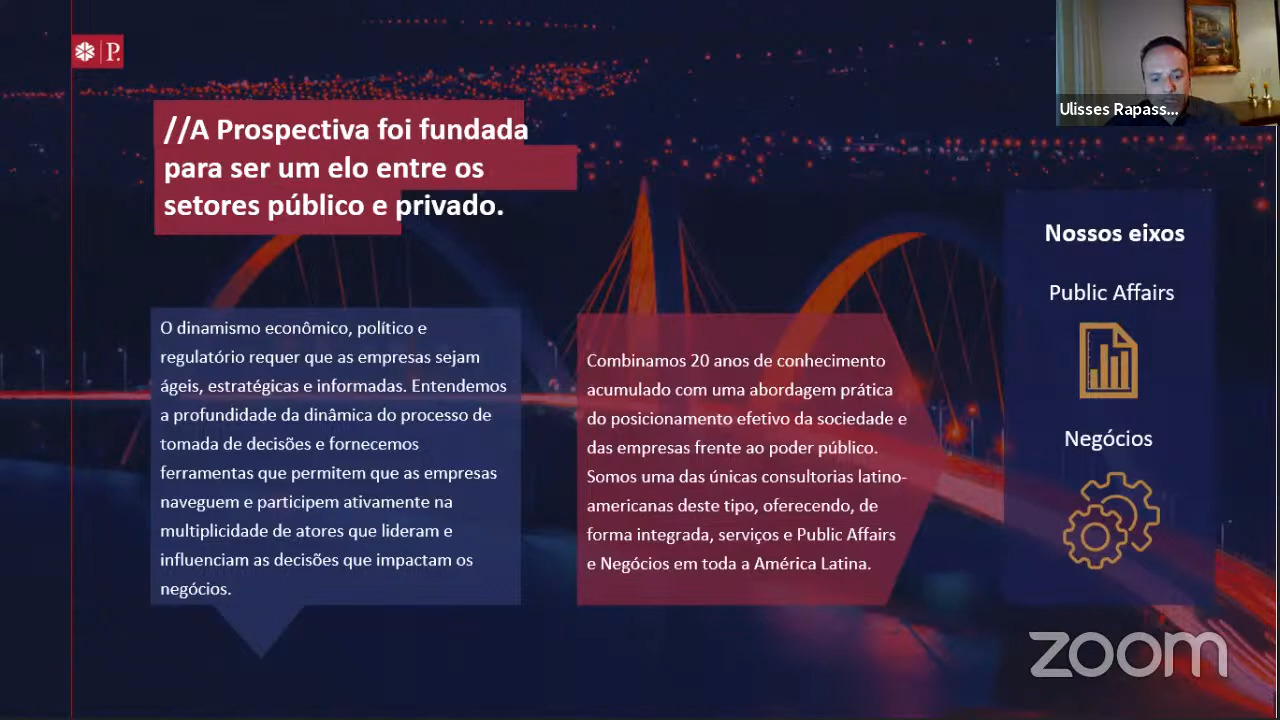 P.
Ulisses Rapass...
//A Prospectiva foi fundada
para ser um elo entre os
setores público e privado.
O dinamismo econômico, político e
regulatório requer que as empresas sejam
ágeis, estratégicas e informadas. Entendemos
a profundidade da dinâmica do processo de
tomada de decisões e fornecemos
ferramentas que permitem que as empresas
naveguem e participem ativamente na
multiplicidade de atores que lideram e
influenciam as decisões que impactam os
negócios.
Combinamos 20 anos de conhecimento
acumulado com uma abordagem prática
do posicionamento efetivo da sociedade e
das empresas frente ao poder público.
Somos uma das únicas consultorias latino-
americanas deste tipo, oferecendo, de
forma integrada, serviços e Public Affairs
e Negócios em toda a América Latina.
Nossos eixos
Public Affairs
Negócios
zoom